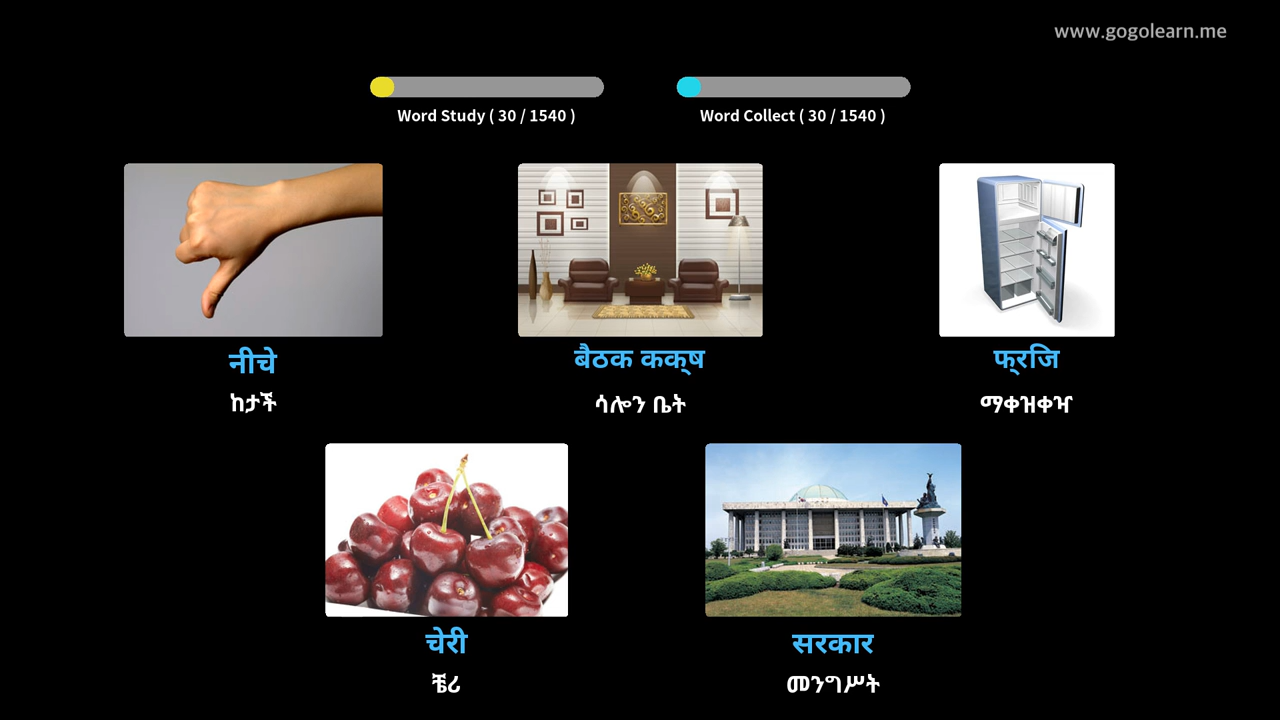 www.gogolearn.me
Word Study ( 30 / 1540 )
Word Collect ( 30 / 1540 )
नीचे
ከታች
बैठक कक्ष
ሳሎን ቤት
फ्रिज
ማቀዝቀዣ
चेरी
ቼሪ
सरकार
መንግሥት